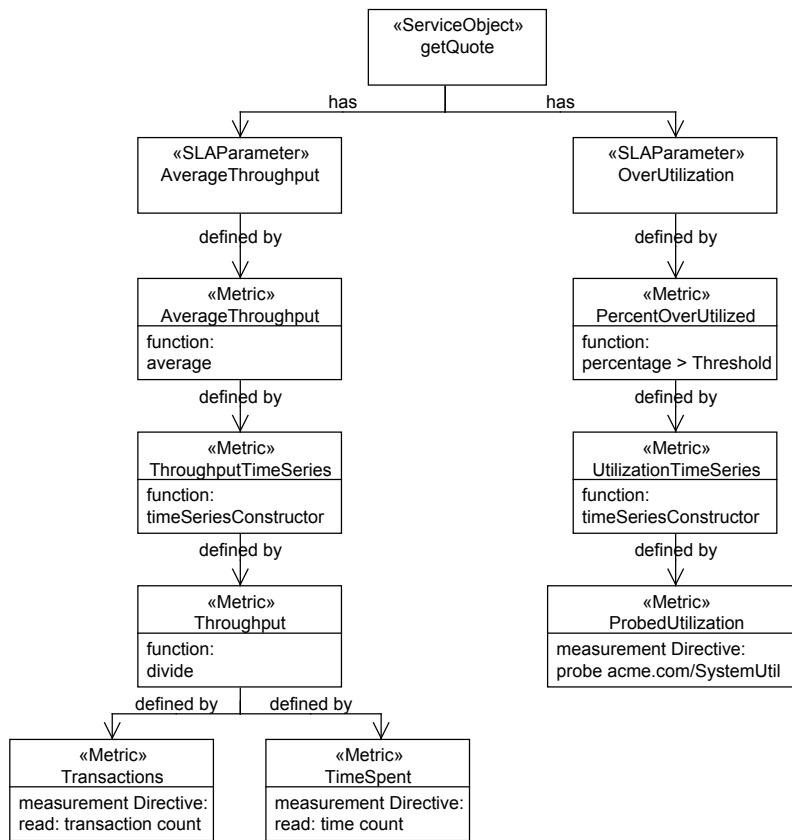 «ServiceObject»
getQuote
has
has
«SLAParameter»
AverageThroughput
«SLAParameter»
OverUtilization
defined by
defined by
«Metric»
AverageThroughput
function:
average
«Metric»
PercentOverUtilized
function:
percentage > Threshold
defined by
defined by
«Metric»
ThroughputTimeSeries
function:
timeSeriesConstructor
«Metric»
UtilizationTimeSeries
function:
timeSeriesConstructor
defined by
defined by
«Metric»
Throughput
function:
divide
«Metric»
ProbedUtilization
measurement Directive:
probe acme.com/SystemUtil
defined by
defined by
«Metric»
Transactions
measurement Directive:
read: transaction count
«Metric»
TimeSpent
measurement Directive:
read: time count